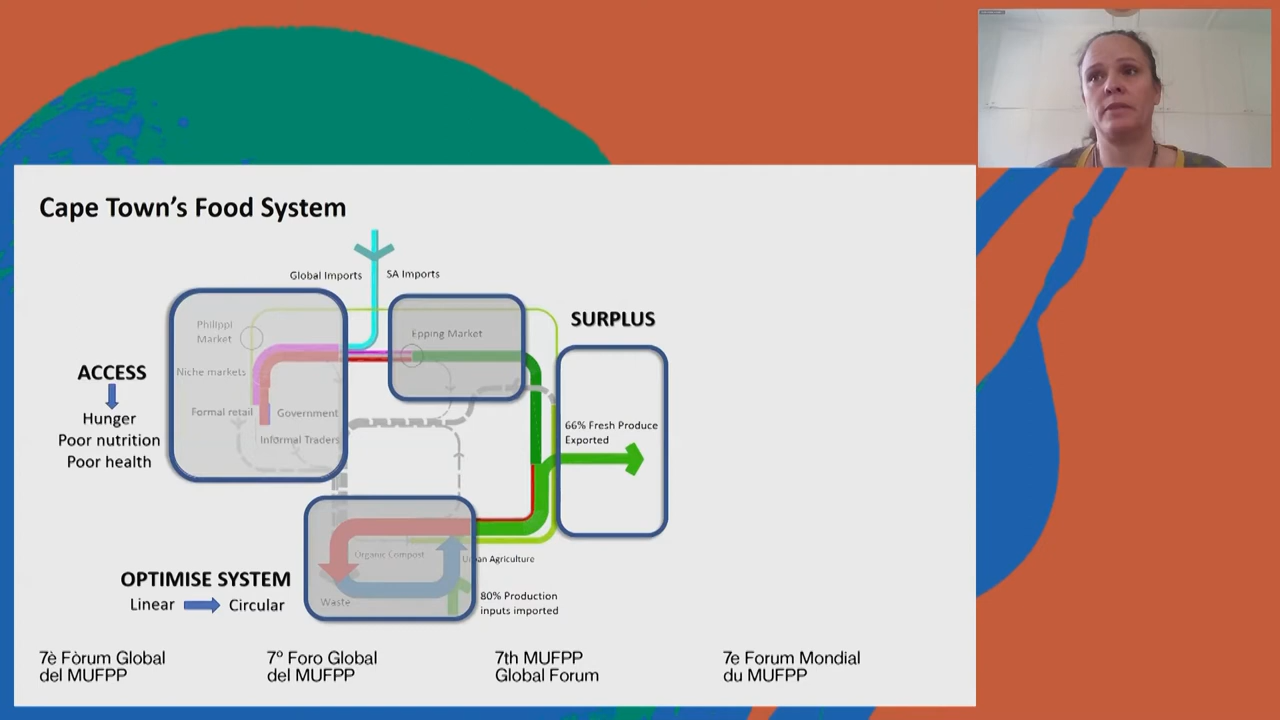 Cape Town's Food System
Global Imports
SA Imports
Philippi
Market
Epping Market
SURPLUS
ACCESS
Niche markets
Hunger
Poor nutrition
Poor health
Formal retail
Government
Informal Traders
66% Fresh Produce
Exported
Organic Compost
Urban Agriculture
OPTIMISE SYSTEM
Linear
Circular
Waste
80% Production
inputs imported
7è Fòrum Global
del MUFPP
7º Foro Global
del MUFPP
7th MUFPP
Global Forum
7e Forum Mondial
du MUFPP